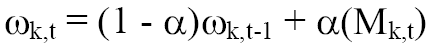 ωk,t = (1 - α)ωk,t-1 + α(Mk,t)